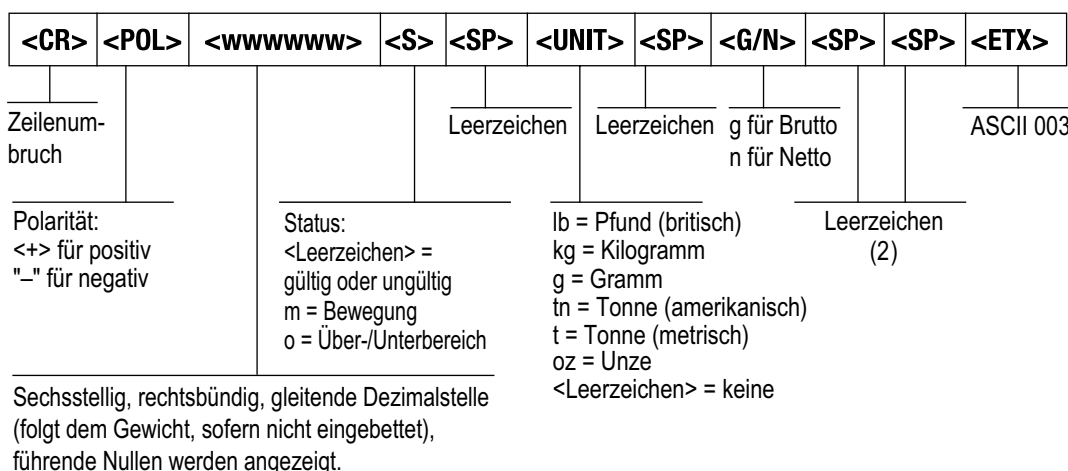 <CR> <POL> <wwwwww> <S> <SP> <UNIT> <SP> <G/N> <SP> <SP> <ETX>
Zeilenum-
bruch
Leerzeichen
Leerzeichen
g für Brutto
n für Netto
ASCII 003
Polarität:
<+> für positiv
"–" für negativ
Status:
<Leerzeichen> =
gültig oder ungültig
m = Bewegung
o = Über-/Unterbereich
lb = Pfund (britisch)
kg = Kilogramm
g = Gramm
tn = Tonne (amerikanisch)
t = Tonne (metrisch)
oz = Unze
<Leerzeichen> = keine
Leerzeichen
(2)
Sechsstellig, rechtsbündig, gleitende Dezimalstelle
(folgt dem Gewicht, sofern nicht eingebettet),
führende Nullen werden angezeigt.